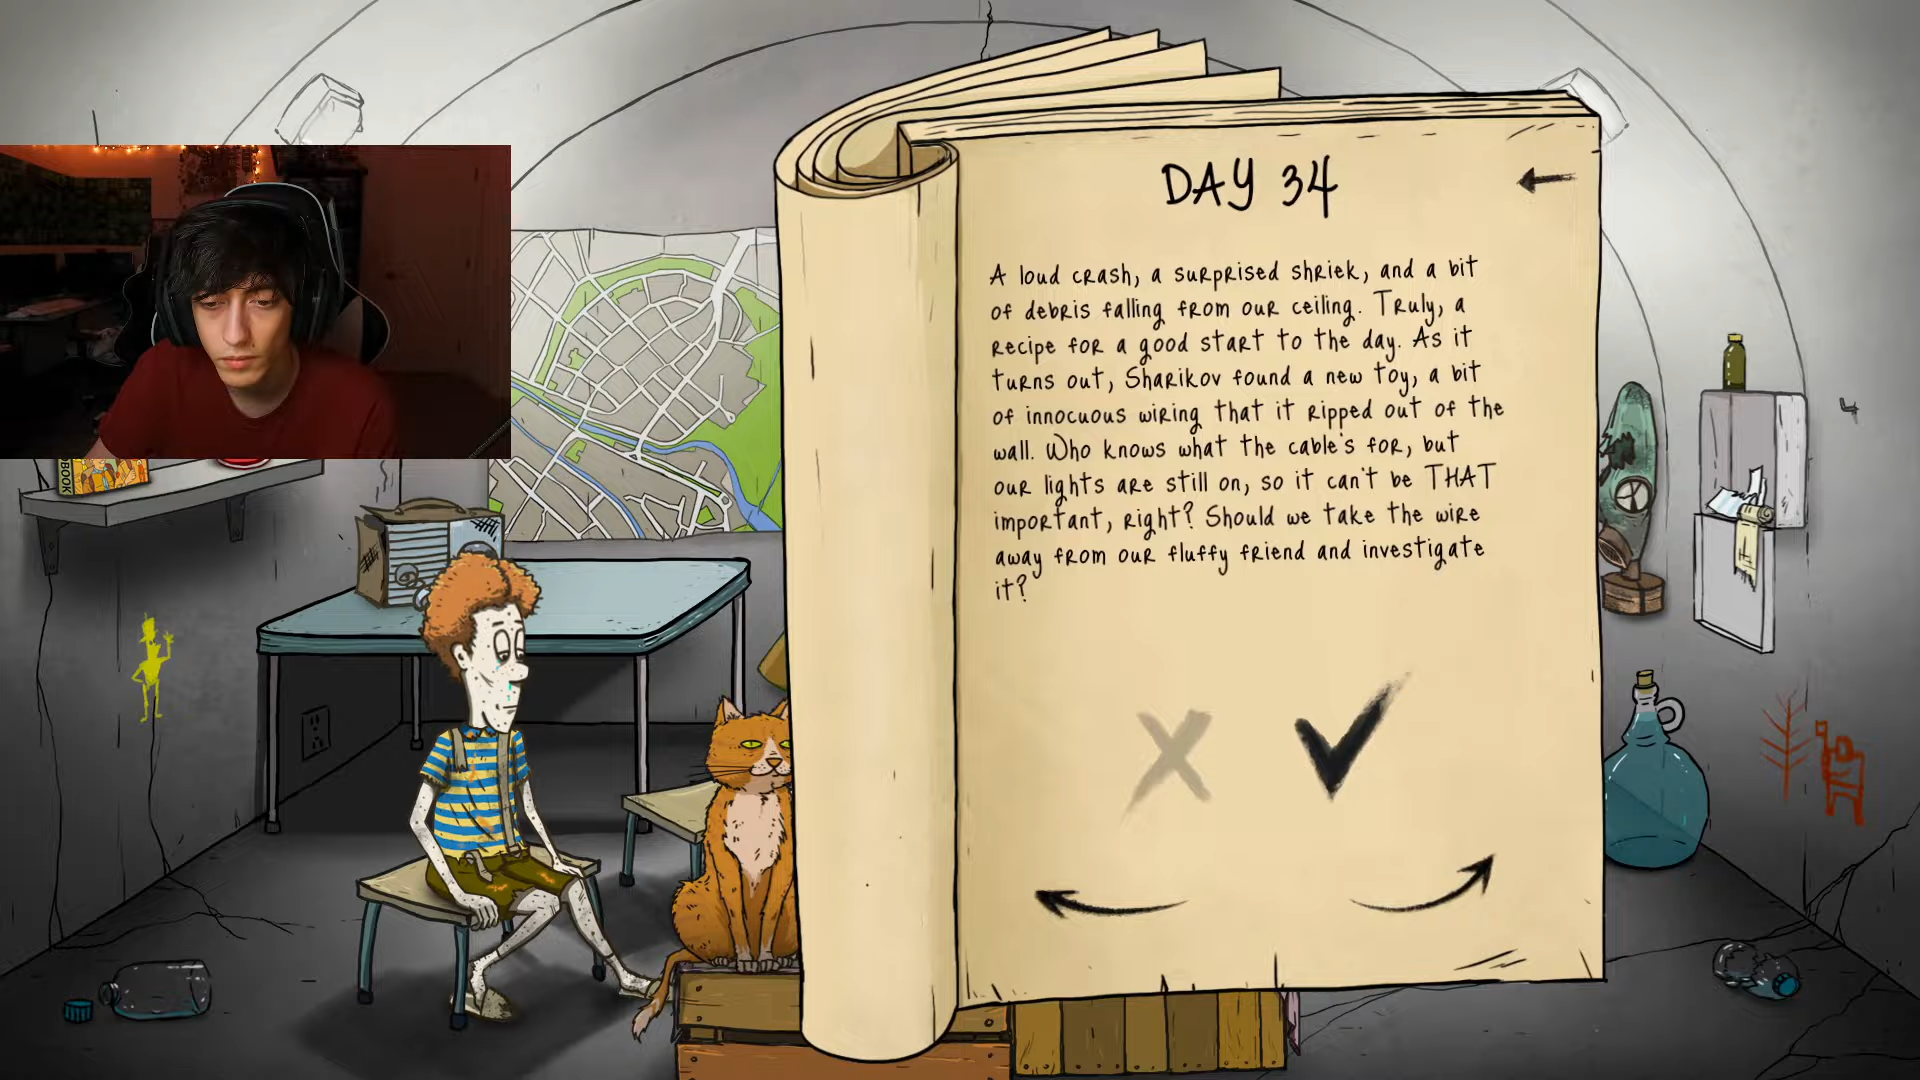 DAY 34
A loud crash, a surprised shriek, and a bit
of debris falling from our ceiling. Truly, a
recipe for a good start to the day. As it
turns out, Sharikov found a new toy, a bit
of innocuous wiring that it ripped out of the
wall. Who knows what the cable's for, but
our lights are still on, so it can't be THAT
important, right? Should we take the wire
away from our fluffy friend and investigate
it?